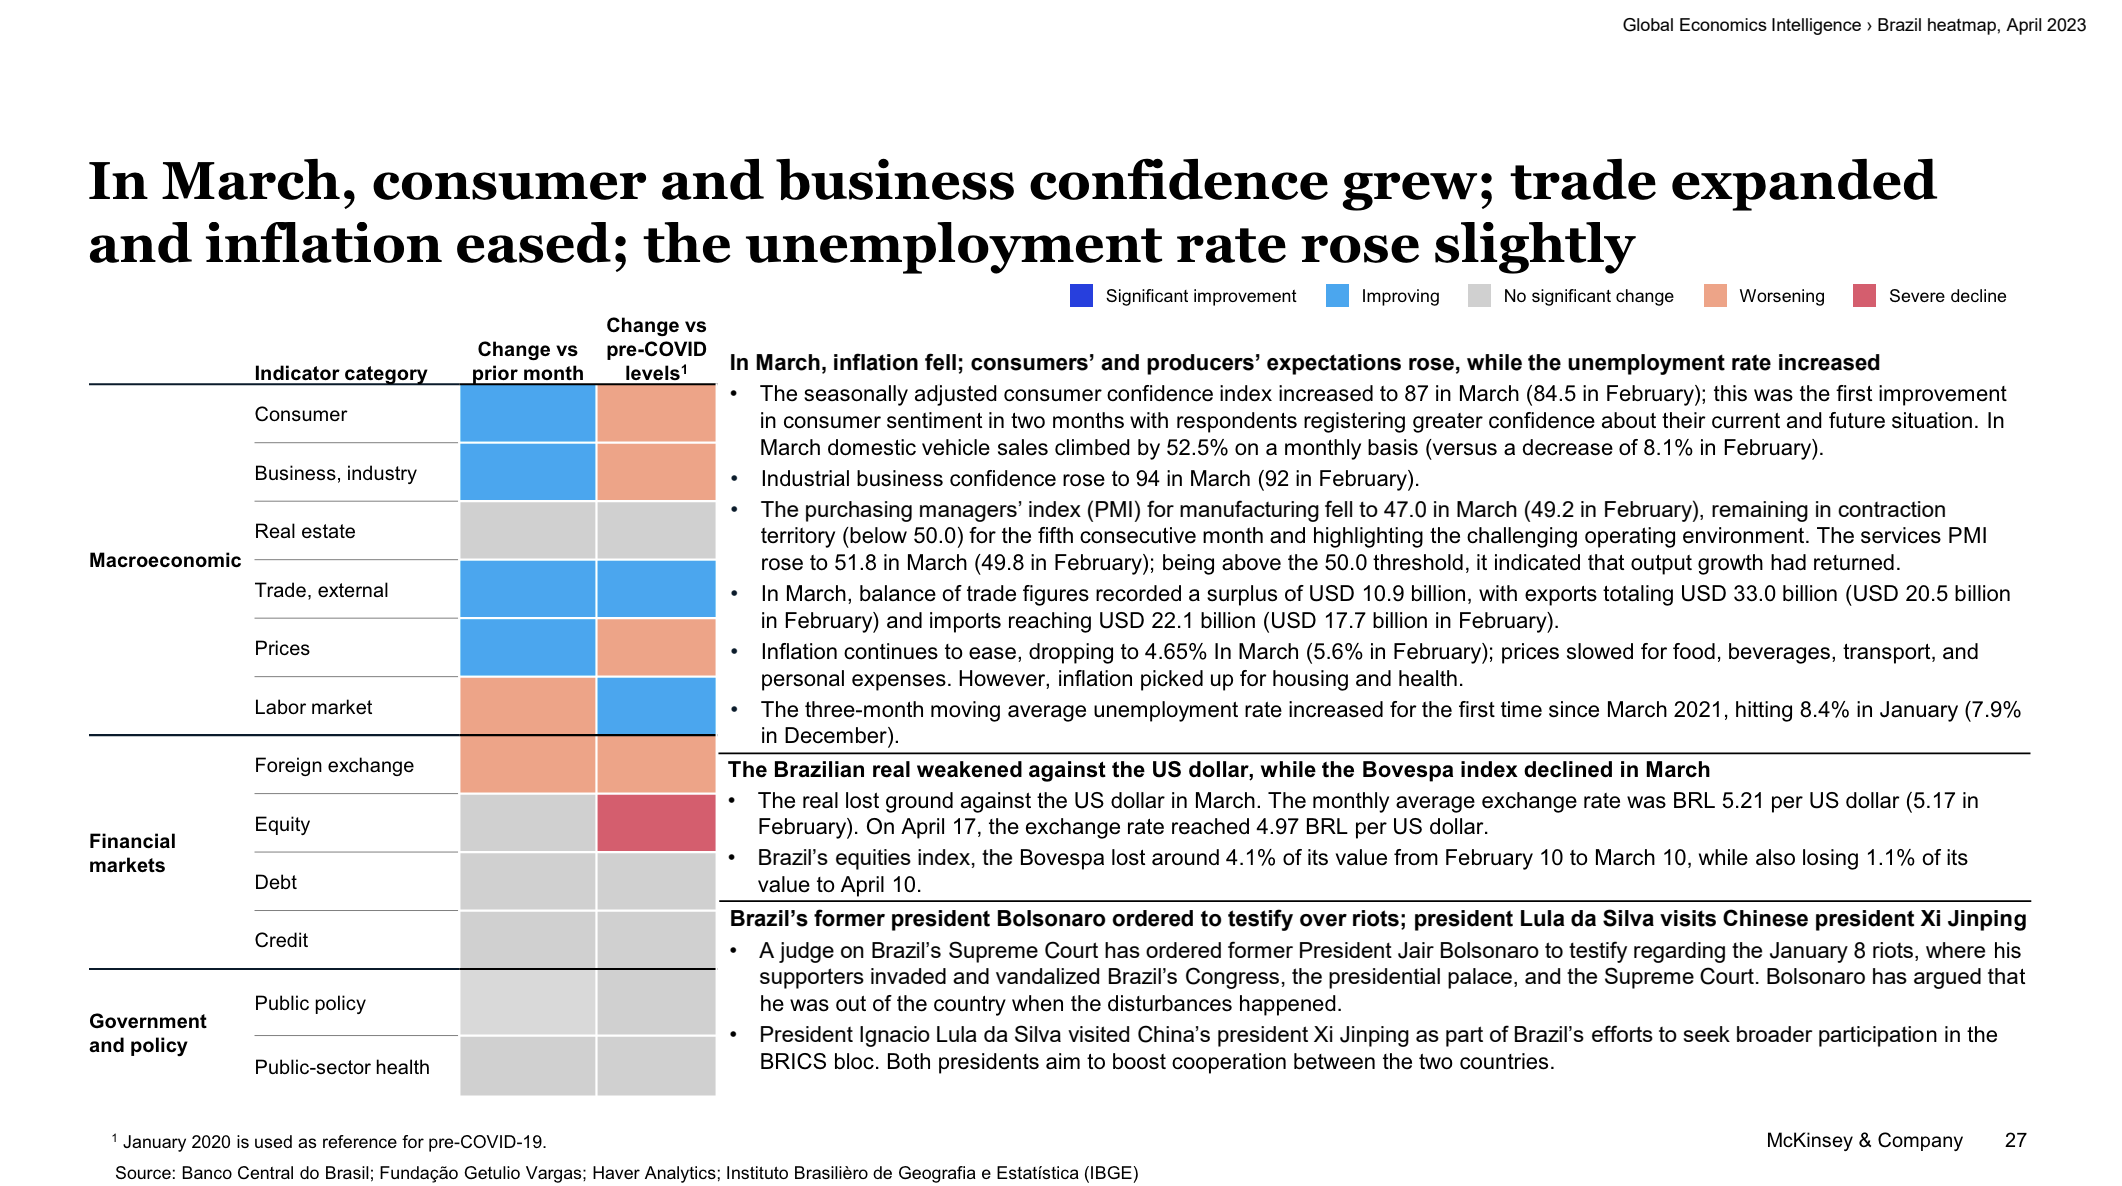 Global Economics Intelligence › Brazil heatmap, April 2023
In March, consumer and business confidence grew; trade expanded
and inflation eased; the unemployment rate rose slightly
Significant improvement
Improving
No significant change
Worsening
Severe decline
Indicator category
Change vs
prior month
Change vs
pre-COVID
levels¹
Macroeconomic
Consumer
Business, industry
Real estate
Trade, external
Prices
Labor market
Financial
markets
Foreign exchange
Equity
Debt
Credit
Government
and policy
Public policy
Public-sector health
In March, inflation fell; consumers’ and producers’ expectations rose, while the unemployment rate increased
• The seasonally adjusted consumer confidence index increased to 87 in March (84.5 in February); this was the first improvement
in consumer sentiment in two months with respondents registering greater confidence about their current and future situation. In
March domestic vehicle sales climbed by 52.5% on a monthly basis (versus a decrease of 8.1% in February).
• Industrial business confidence rose to 94 in March (92 in February).
• The purchasing managers’ index (PMI) for manufacturing fell to 47.0 in March (49.2 in February), remaining in contraction
territory (below 50.0) for the fifth consecutive month and highlighting the challenging operating environment. The services PMI
rose to 51.8 in March (49.8 in February); being above the 50.0 threshold, it indicated that output growth had returned.
• In March, balance of trade figures recorded a surplus of USD 10.9 billion, with exports totaling USD 33.0 billion (USD 20.5 billion
in February) and imports reaching USD 22.1 billion (USD 17.7 billion in February).
• Inflation continues to ease, dropping to 4.65% In March (5.6% in February); prices slowed for food, beverages, transport, and
personal expenses. However, inflation picked up for housing and health.
• The three-month moving average unemployment rate increased for the first time since March 2021, hitting 8.4% in January (7.9%
in December).
The Brazilian real weakened against the US dollar, while the Bovespa index declined in March
• The real lost ground against the US dollar in March. The monthly average exchange rate was BRL 5.21 per US dollar (5.17 in
February). On April 17, the exchange rate reached 4.97 BRL per US dollar.
• Brazil’s equities index, the Bovespa lost around 4.1% of its value from February 10 to March 10, while also losing 1.1% of its
value to April 10.
Brazil’s former president Bolsonaro ordered to testify over riots; president Lula da Silva visits Chinese president Xi Jinping
• A judge on Brazil’s Supreme Court has ordered former President Jair Bolsonaro to testify regarding the January 8 riots, where his
supporters invaded and vandalized Brazil’s Congress, the presidential palace, and the Supreme Court. Bolsonaro has argued that
he was out of the country when the disturbances happened.
• President Ignacio Lula da Silva visited China’s president Xi Jinping as part of Brazil’s efforts to seek broader participation in the
BRICS bloc. Both presidents aim to boost cooperation between the two countries.
¹ January 2020 is used as reference for pre-COVID-19.
Source: Banco Central do Brasil; Fundação Getulio Vargas; Haver Analytics; Instituto Brasilièro de Geografia e Estatística (IBGE)
McKinsey & Company 27